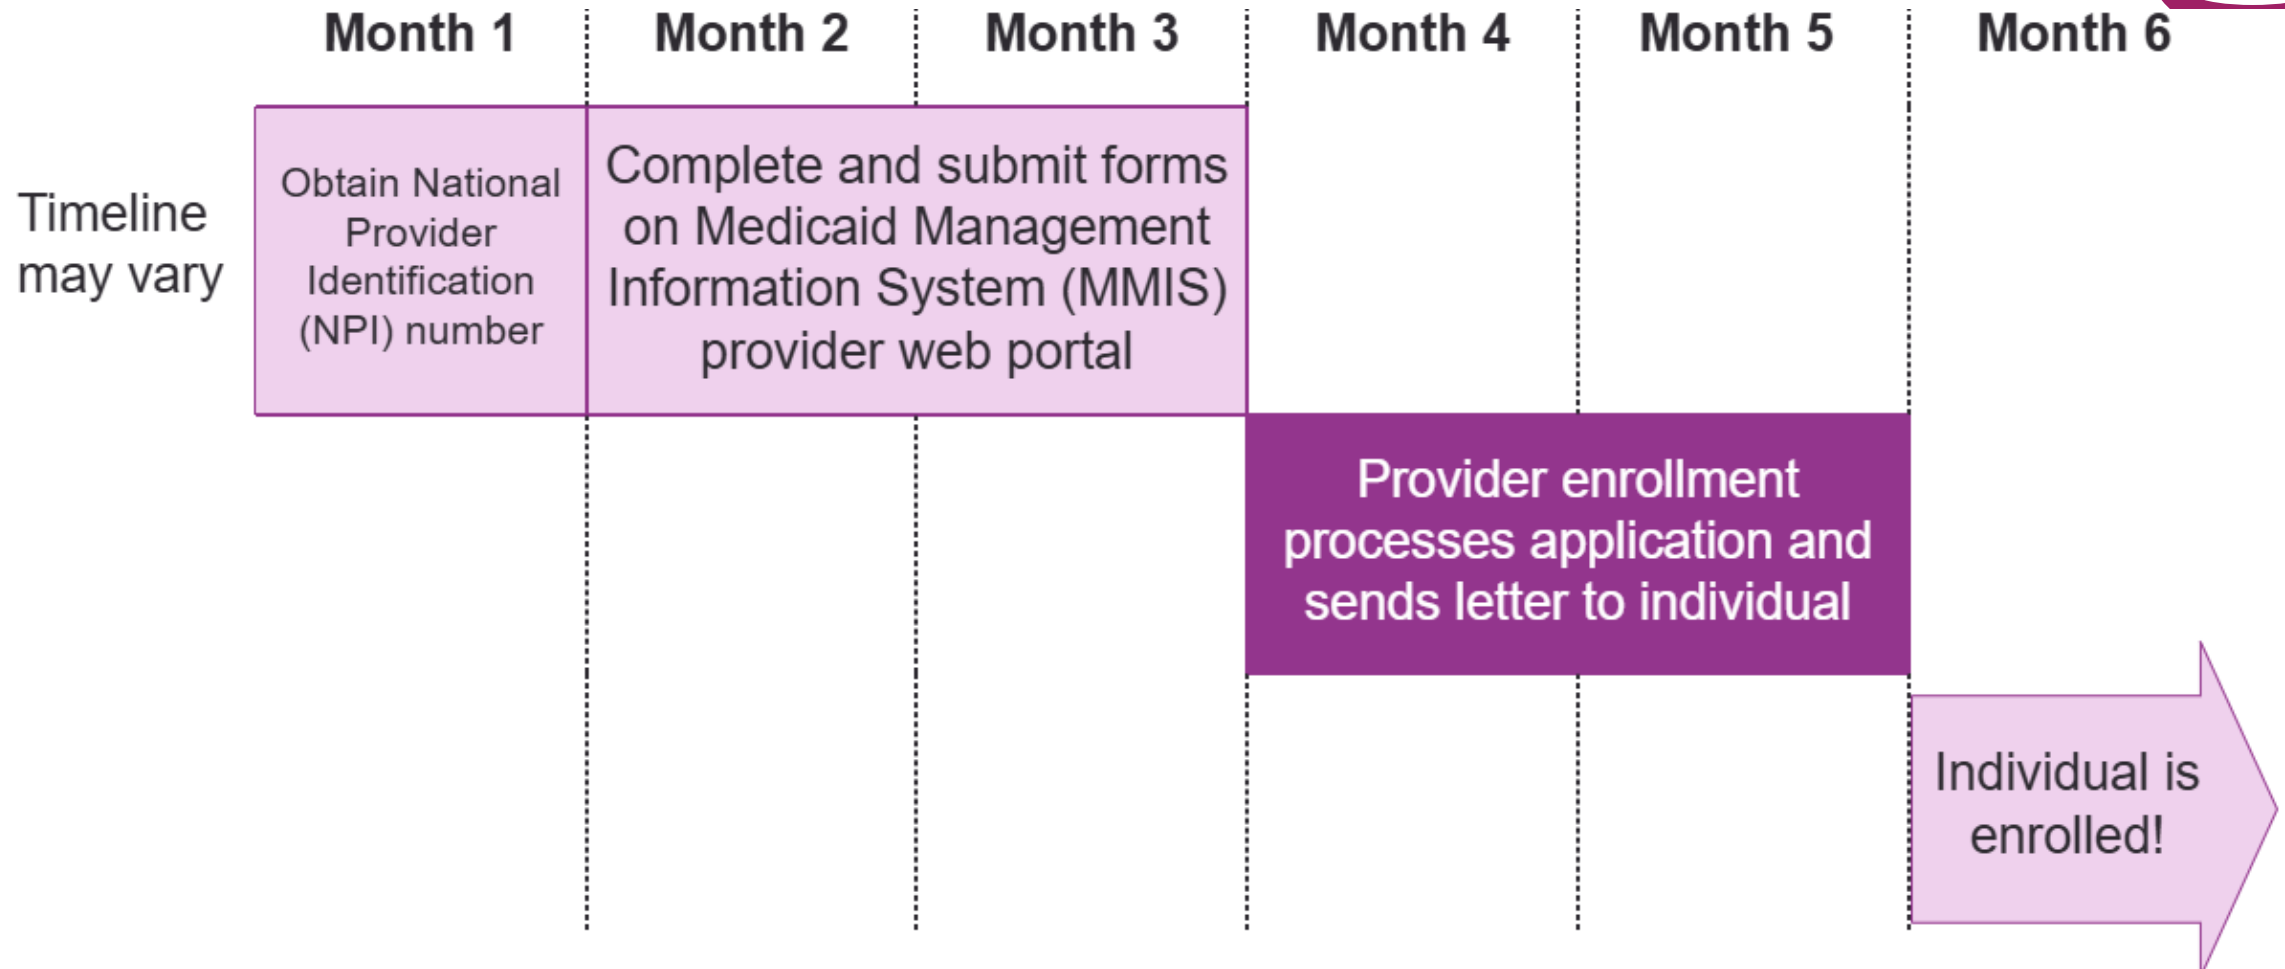 Month 1 Month 2 Month 3 Month 4 Month 5 Month 6
Timeline
may vary
Obtain National
Provider
Identification
(NPI) number
Complete and submit forms
on Medicaid Management
Information System (MMIS)
provider web portal
Provider enrollment
processes application and
sends letter to individual
Individual is
enrolled!